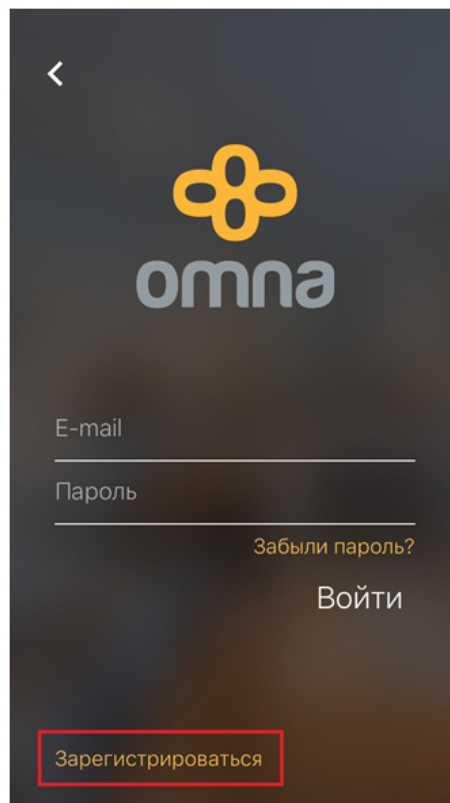 omna
E-mail
Пароль
Забыли пароль?
Войти
Зарегистрироваться